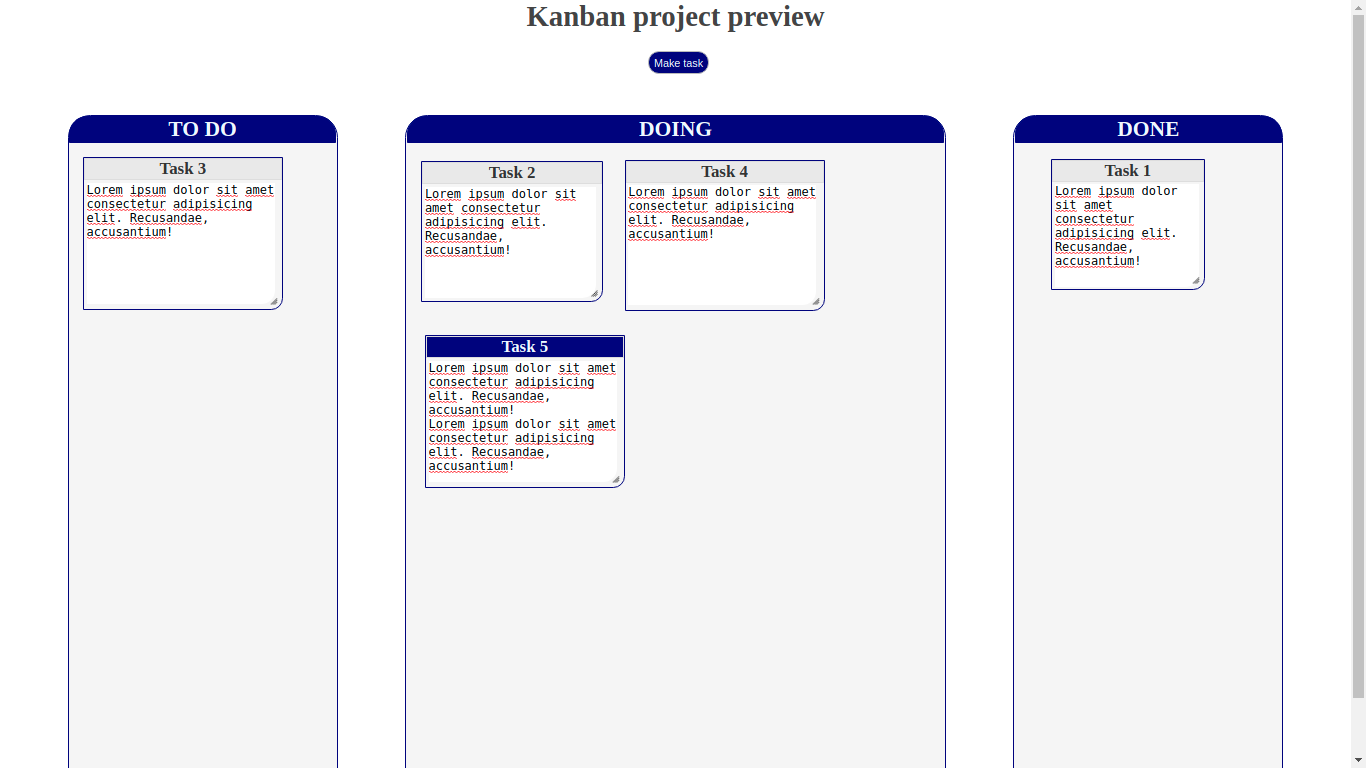 Kanban project preview
Make task
TO DO
Task 3
Lorem ipsum dolor sit amet
consectetur adipisicing
elit. Recusandae,
accusantium!
DOING
Task 2
Lorem ipsum dolor sit
amet consectetur
adipisicing elit.
Recusandae,
accusantium!
Task 4
Lorem ipsum dolor sit amet
consectetur adipisicing
elit. Recusandae,
accusantium!
Task 5
Lorem ipsum dolor sit amet
consectetur adipisicing
elit. Recusandae,
accusantium!
Lorem ipsum dolor sit amet
consectetur adipisicing
elit. Recusandae,
accusantium!
DONE
Task 1
Lorem ipsum dolor
sit amet
consectetur
adipisicing elit.
Recusandae,
accusantium!